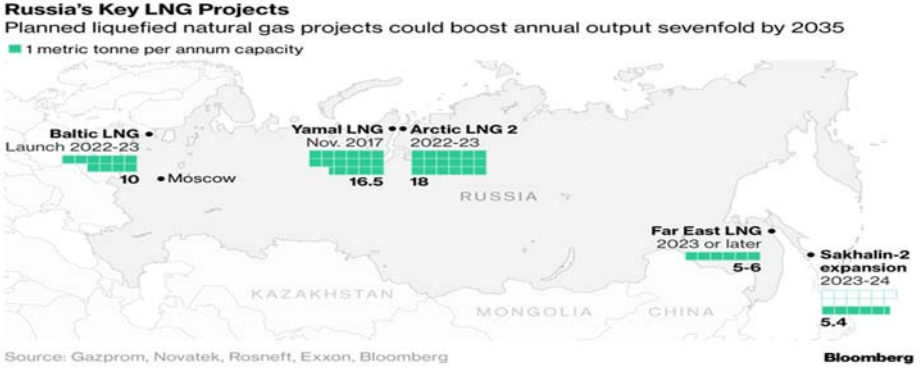 Russia's Key LNG Projects
Planned liquefied natural gas projects could boost annual output sevenfold by 2035
1 metric tonne per annum capacity
Baltic LNG
Launch 2022-23
10
Moscow
Yamal LNG
Nov. 2017
16.5
Arctic LNG 2
2022-23
18
RUSSIA
Far East LNG
2023 or later
5-6
Sakhalin-2
expansion
2023-24
5.4
KAZAKHSTAN
MONGOLIA
CHINA
Source: Gazprom, Novatek, Rosneft, Exxon, Bloomberg
Bloomberg